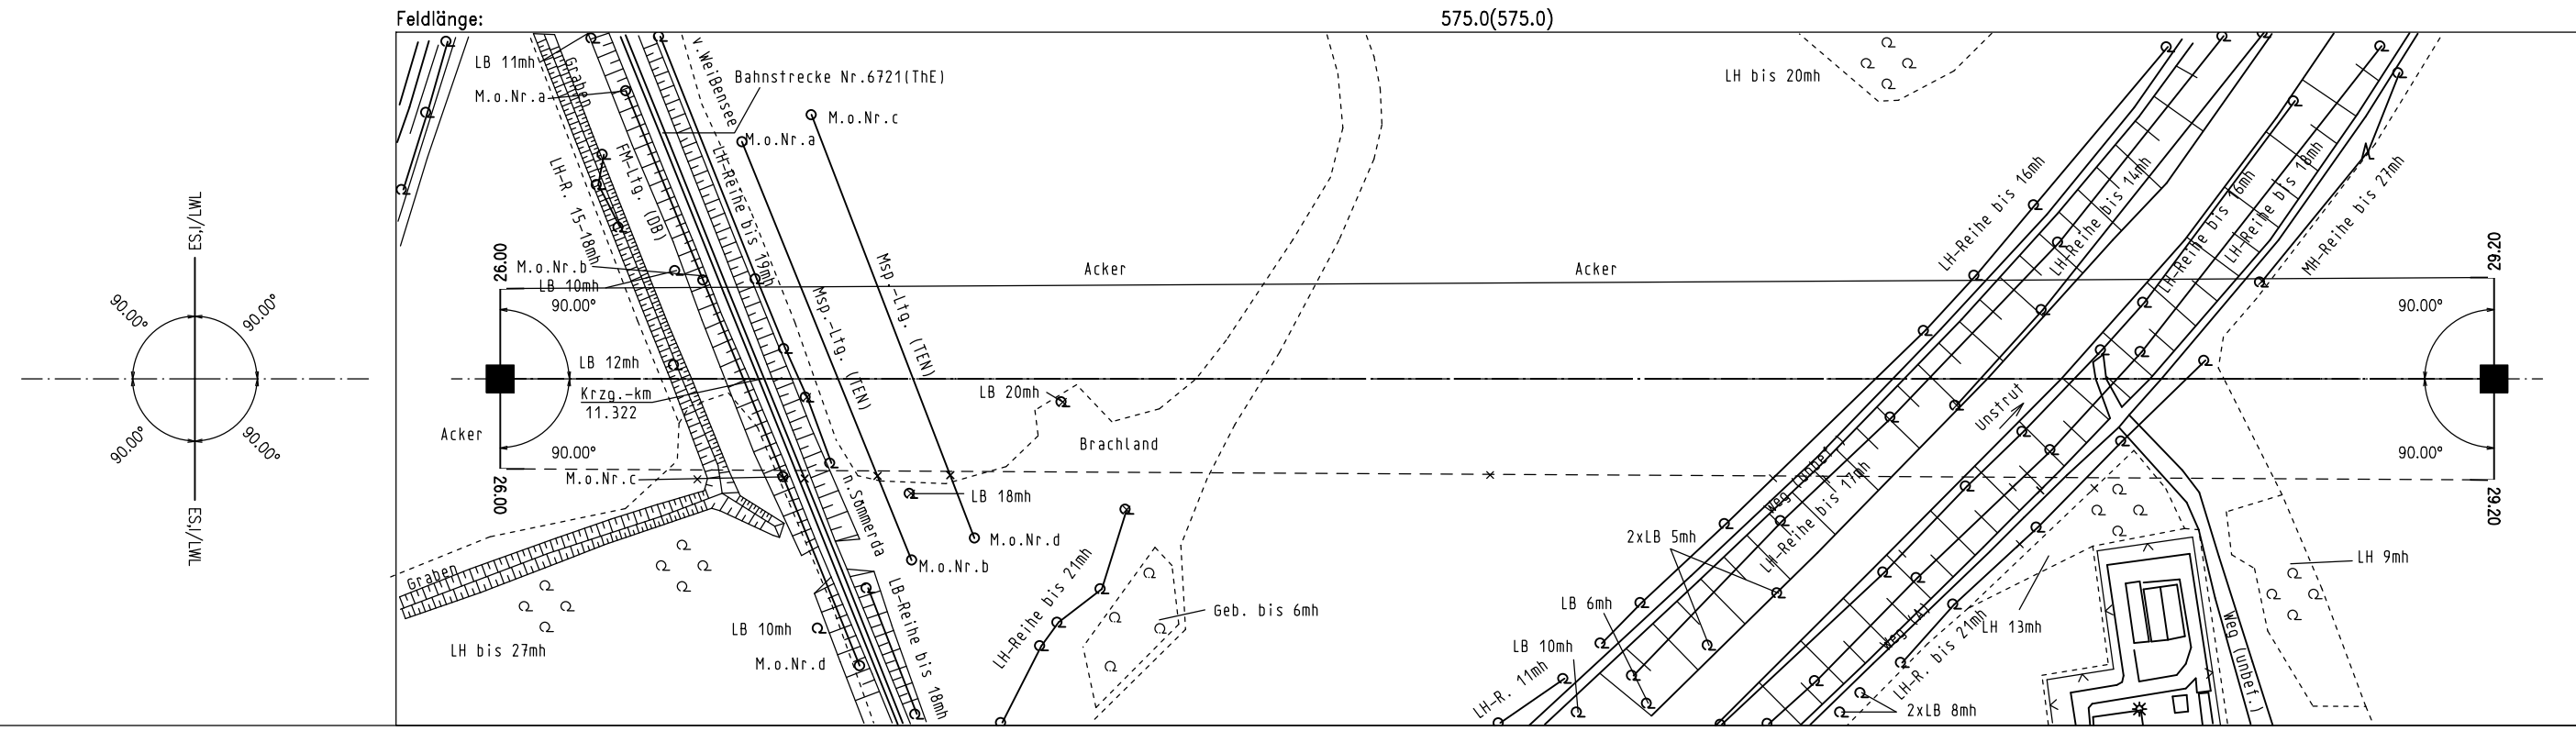 Feldlänge:
575.0(575.0)
LB 11mh
Graben
M.o.Nr.a
v. Weißensee
Bahnstrecke Nr.6721(ThE)
M.o.Nr.c
M.o.Nr.a
LH bis 20mh
LH-R. 15-18mh
FM-Ltg. (DB)
LH-Reihe bis 19mh
LH-Reihe bis 16mh
LH-Reihe bis 14mh
LH-Reihe bis 16mh
LH-Reihe bis 18mh
MH-Reihe bis 27mh
ES,I/LWL
90.00°
90.00°
90.00°
90.00°
ES,I/LWL
26.00
M.o.Nr.b
LB 10mh
90.00°
Msp.-Ltg. (TEN)
Msp.-Ltg. (TEN)
Acker
Acker
29.20
90.00°
LB 12mh
Krzg.-km
11.322
LB 20mh
Unstrut
Acker
Brachland
90.00°
90.00°
M.o.Nr.c
26.00
n.Sömmerda
LB 18mh
Weg (unbef.)
LH-Reihe bis 17mh
29.20
M.o.Nr.d
M.o.Nr.b
2xLB 5mh
LH 9mh
Graben
LH-Reihe bis 21mh
Geb. bis 6mh
LB 6mh
LB-Reihe bis 18mh
LB 10mh
LH bis 27mh
M.o.Nr.d
LB 10mh
LH-R. 11mh
LH 13mh
LH-R. bis 21mh
2xLB 8mh
Weg (unbef.)